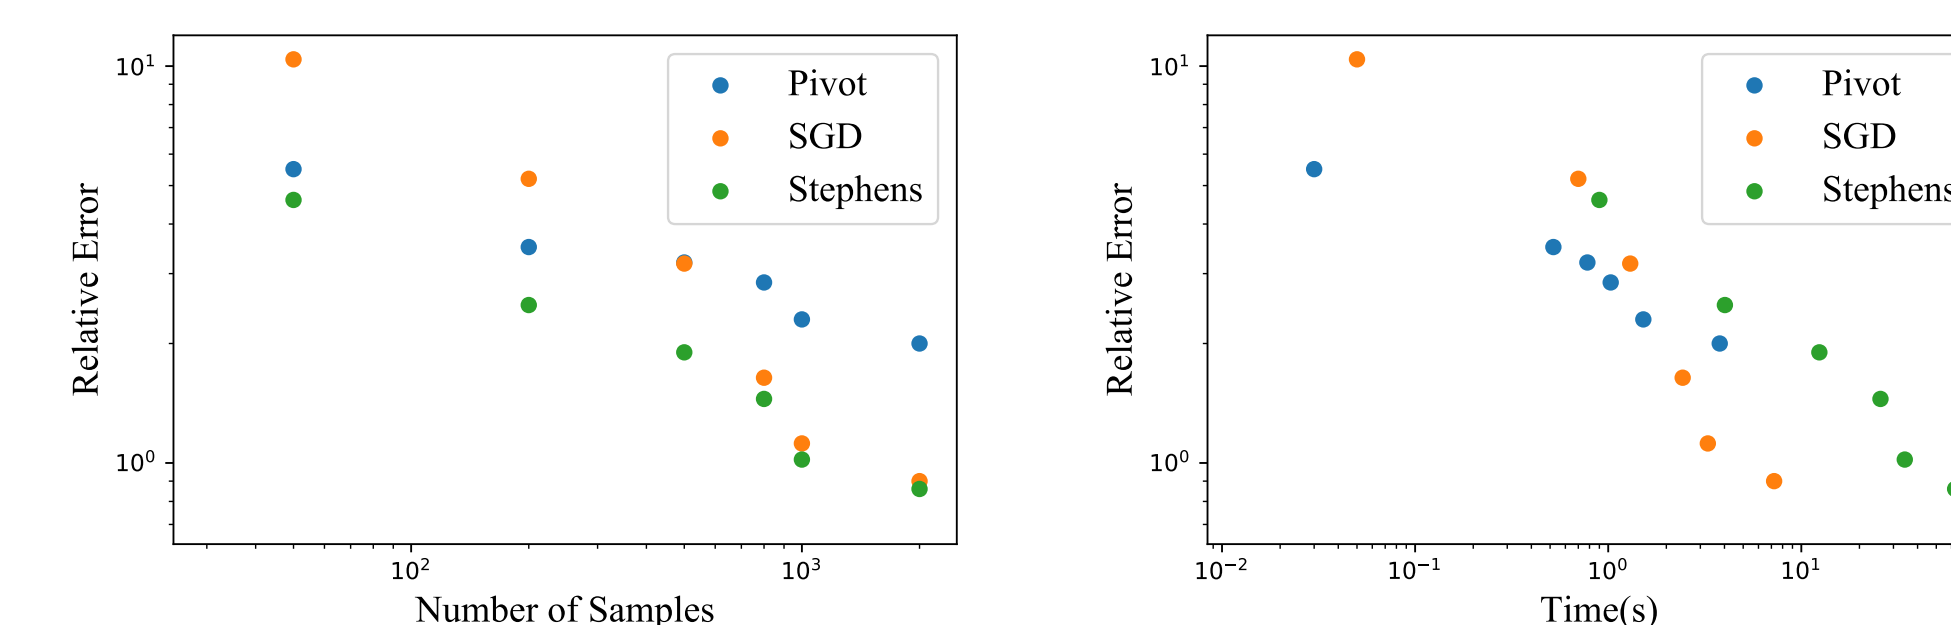 10¹
10⁰
Relative Error
Pivot
SGD
Stephens
10²
10³
Number of Samples
10¹
10⁰
Relative Error
Pivot
SGD
Stephens
10⁻²
10⁻¹
10⁰
10¹
Time(s)